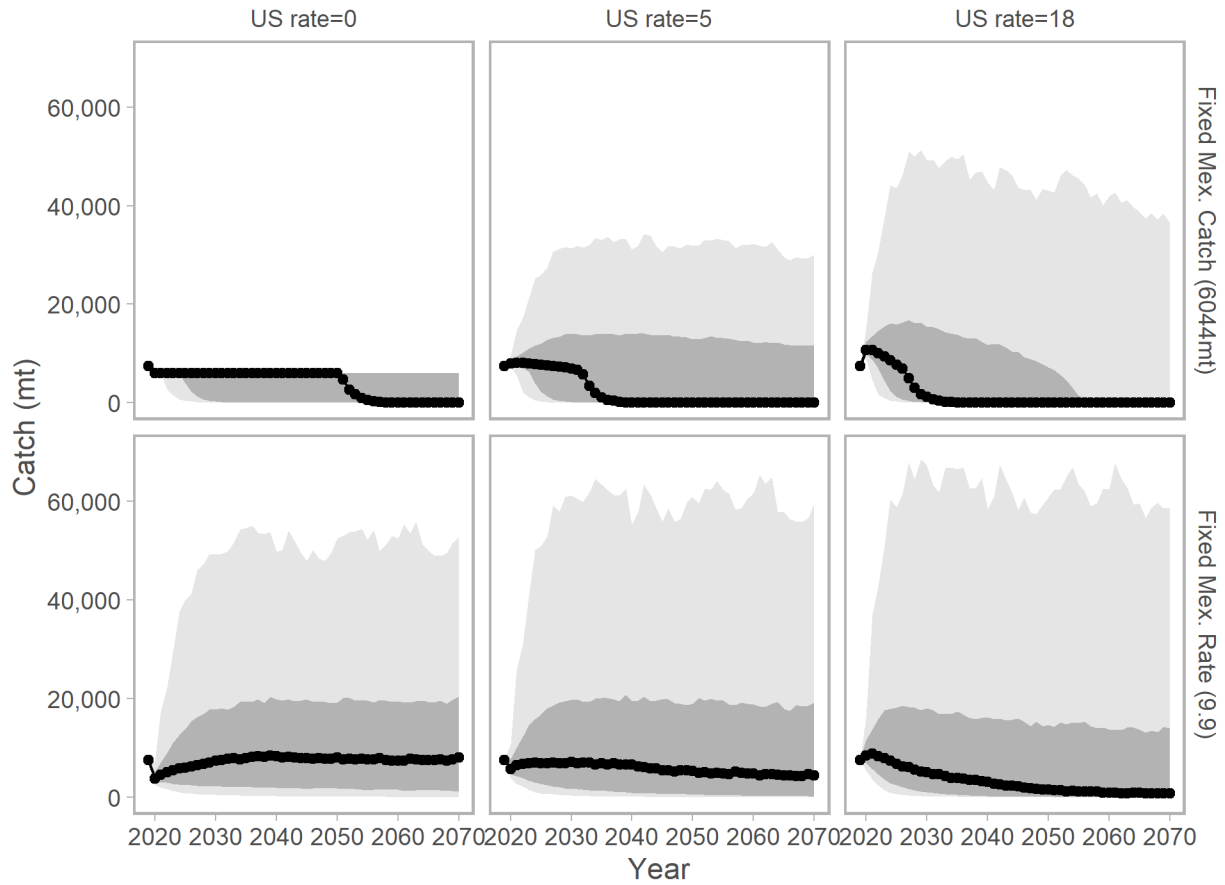 US rate=0 US rate=5 US rate=18
60,000
40,000
20,000
0
Fixed Mex. Catch (6044mt)
Catch (mt)
60,000
40,000
20,000
0
Fixed Mex. Rate (9.9)
2020 2030 2040 2050 2060 2070 2020 2030 2040 2050 2060 2070 2020 2030 2040 2050 2060 2070
Year